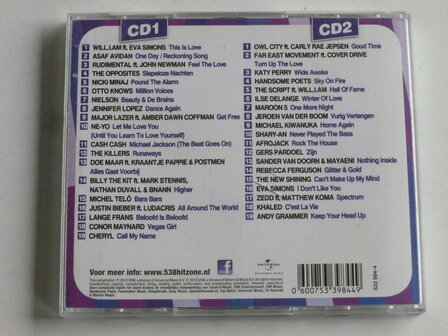 CD1
1 WILL.I.AM ft. EVA SIMONS This Is Love
2 ASAF AVIDAN One Day / Reckoning Song
3 RUDIMENTAL ft. JOHN NEWMAN Feel The Love
4 THE OPPOSITES Slapeloze Nachten
5 NICKI MINAJ Pound The Alarm
6 OTTO KNOWS Million Voices
7 NIELSON Beauty & De Brains
8 JENNIFER LOPEZ Dance Again
9 MAJOR LAZER ft. AMBER DAWN COFFMAN Get Free
10 NE-YO Let Me Love You
(Until You Learn To Love Yourself)
11 CASH CASH Michael Jackson (The Beat Goes On)
12 THE KILLERS Runaways
13 DOE MAAR ft. KRAANTJE PAPPIE & POSTMEN
Alles Gaat Voorbij
14 BILLY THE KIT ft. MARK STENNIS,
NATHAN DUVALL & BNANN Higher
15 MICHEL TELÓ Bara Bara
16 JUSTIN BIEBER ft. LUDACRIS All Around The World
17 LANGE FRANS Beloofd Is Beloofd
18 CONOR MAYNARD Vegas Girl
19 CHERYL Call My Name
CD2
1 OWL CITY ft. CARLY RAE JEPSEN Good Time
2 FAR EAST MOVEMENT ft. COVER DRIVE
Turn Up The Love
3 KATY PERRY Wide Awake
4 HANDSOME POETS Sky On Fire
5 THE SCRIPT ft. WILL.I.AM Hall Of Fame
6 ILSE DELANGE Winter Of Love
7 MAROON 5 One More Night
8 JEROEN VAN DER BOOM Vurig Verlangen
9 MICHAEL KIWANUKA Home Again
10 SHARY-AN Never Played The Bass
11 AFROJACK Rock The House
12 GERS PARDOEL Zijn
13 SANDER VAN DOORN & MAYAENI Nothing Inside
14 REBECCA FERGUSON Glitter & Gold
15 THE NEW SHINING Can't Make Up My Mind
16 EVA SIMONS I Don't Like You
17 ZEDD ft. MATTHEW KOMA Spectrum
18 KHALED C'est La Vie
19 ANDY GRAMMER Keep Your Head Up
Voor meer info: www.538hitzone.nl
f
UNIVERSAL
0 600753 398449
533 984-4